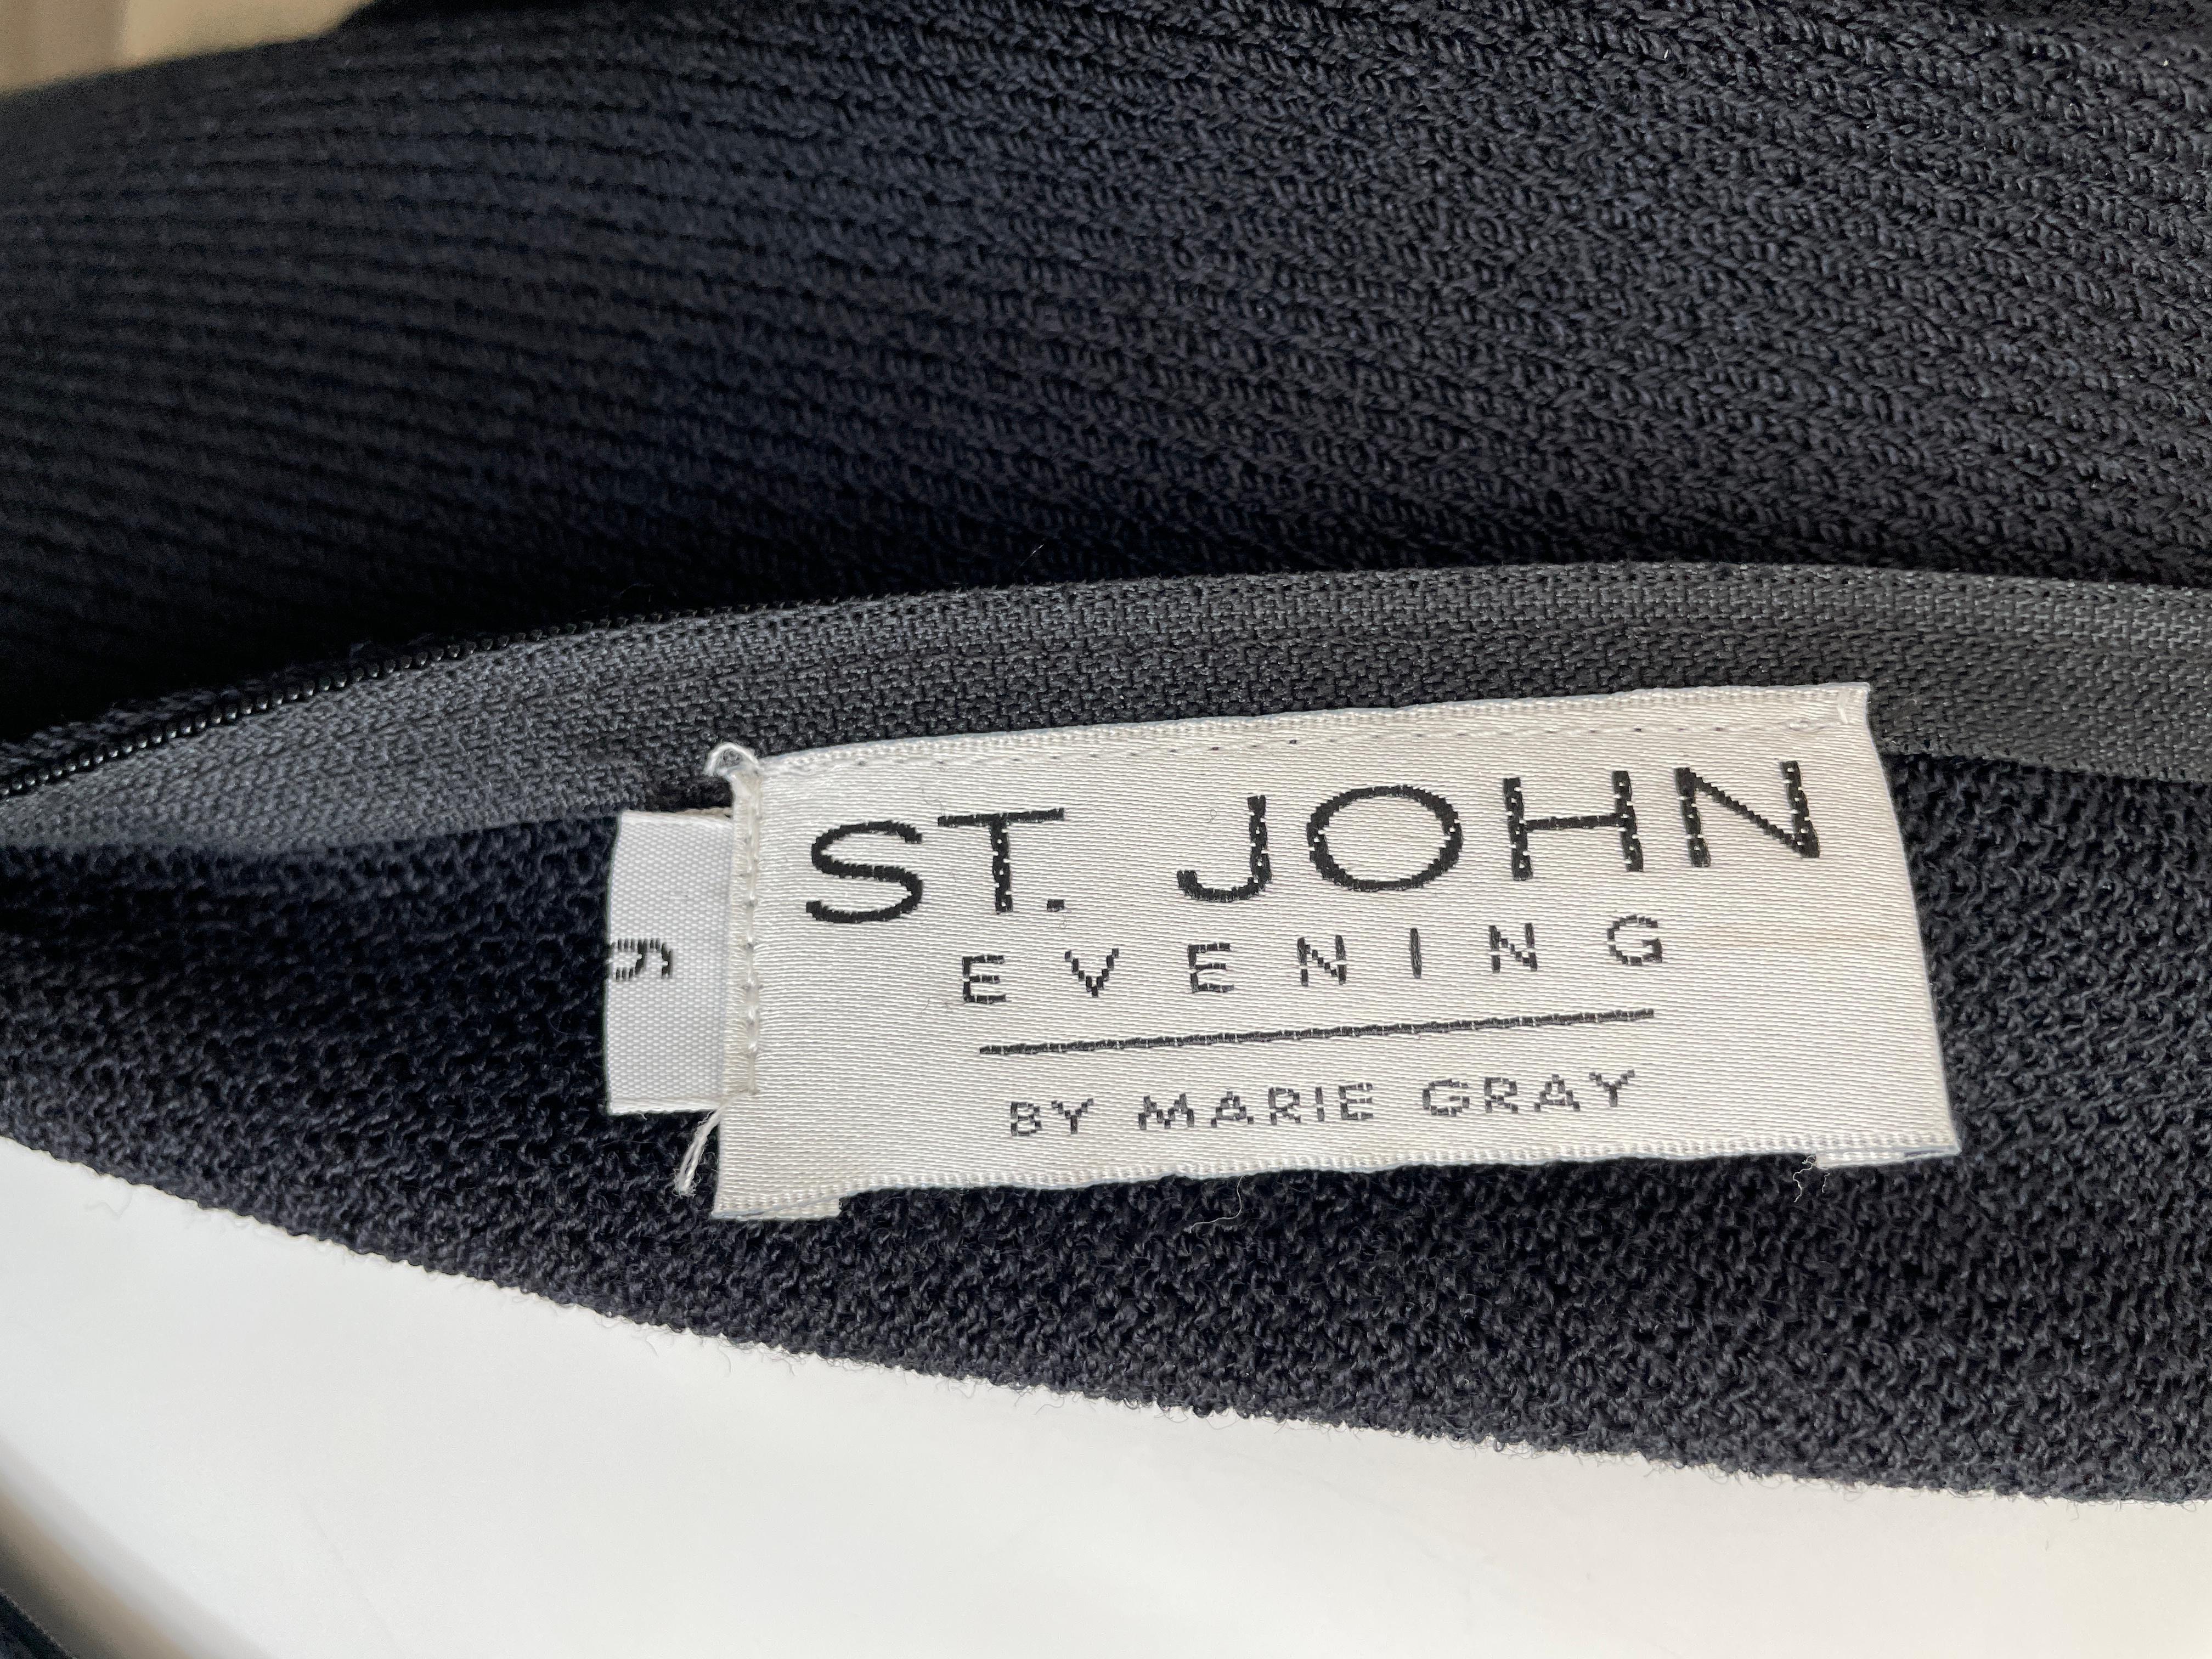 ST. JOHN
EVENING
BY MARIE GRAY